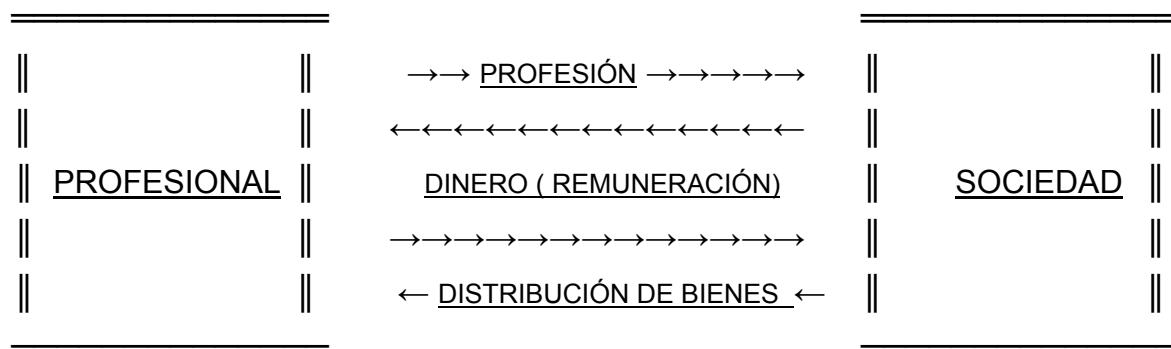 →→ PROFESIÓN →→→→→
←←←←←←←←←←←←←
PROFESIONAL DINERO ( REMUNERACIÓN) SOCIEDAD
→→→→→→→→→→→→→
← DISTRIBUCIÓN DE BIENES ←